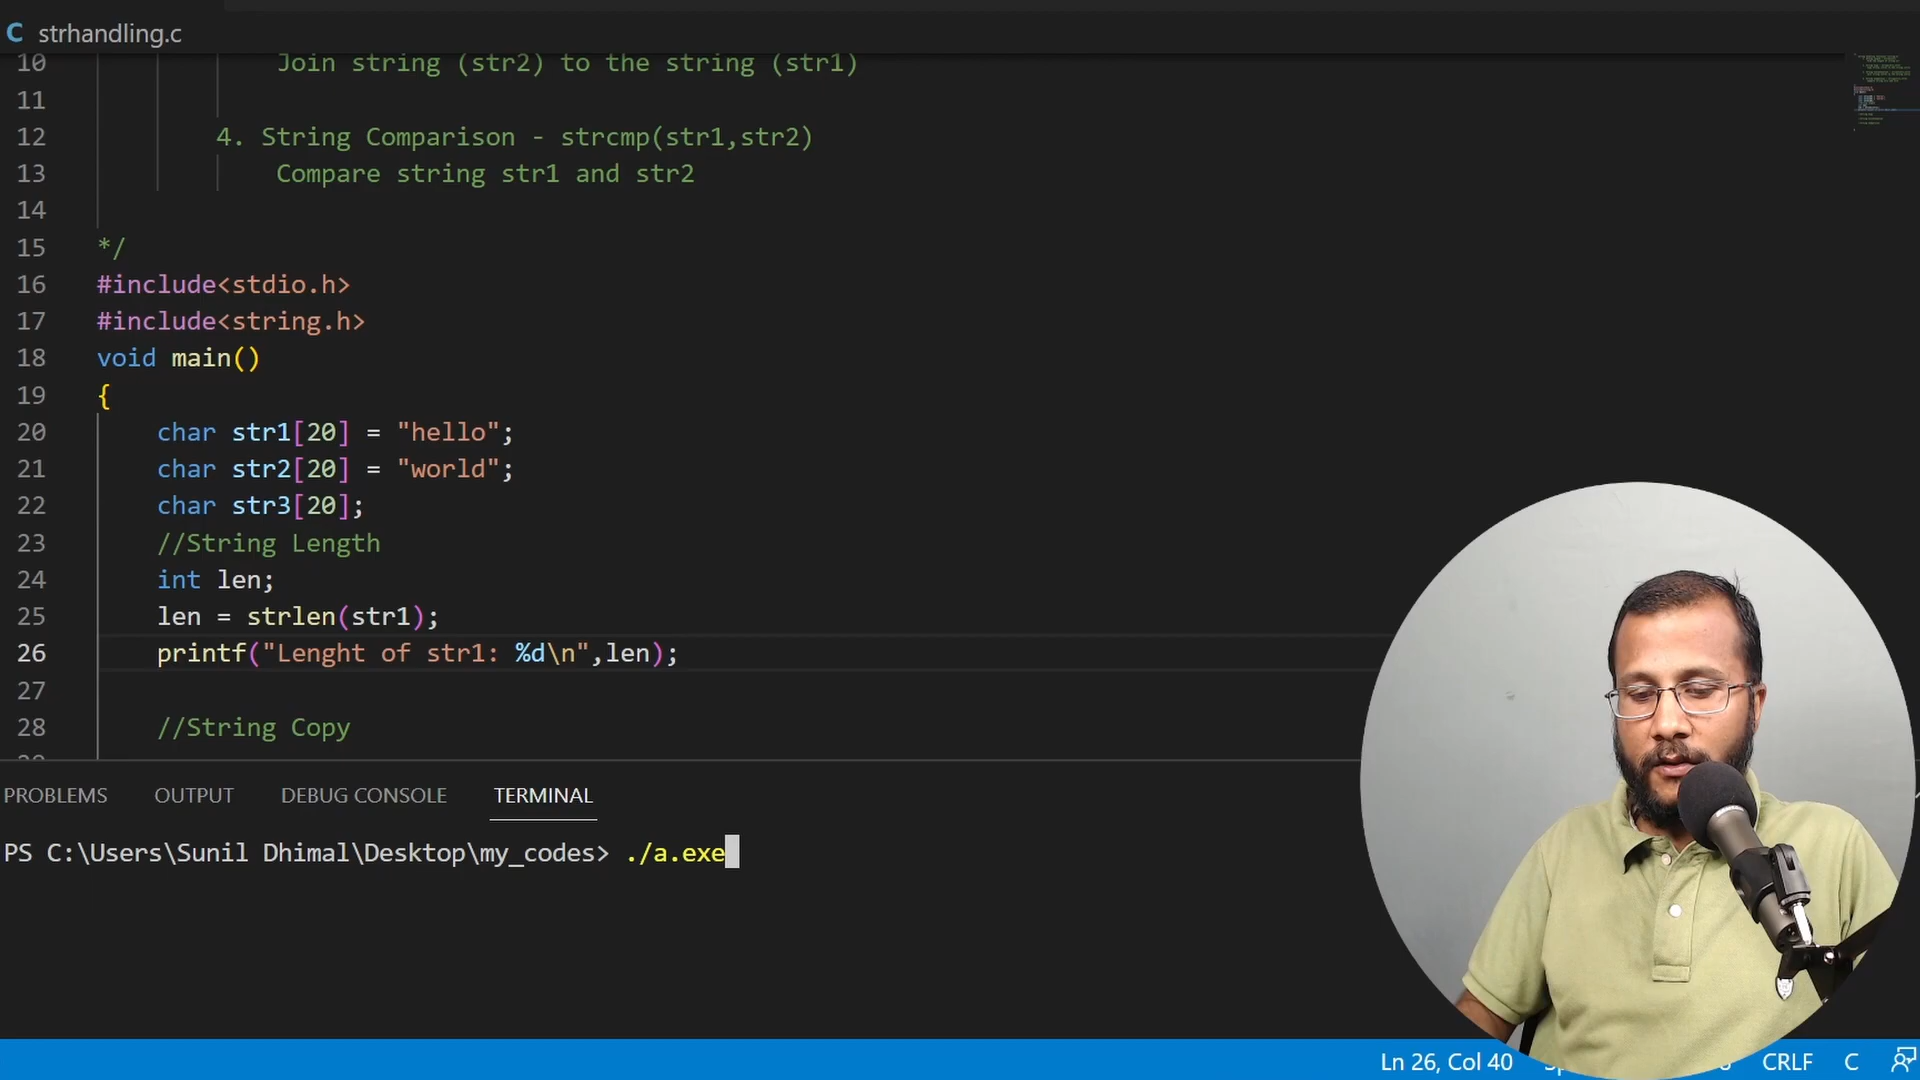 C strhandling.c
10 Join string (str2) to the string (str1)
11
12 4. String Comparison - strcmp(str1,str2)
13 Compare string str1 and str2
14
15 */
16 #include<stdio.h>
17 #include<string.h>
18 void main()
19 {
20 char str1[20] = "hello";
21 char str2[20] = "world";
22 char str3[20];
23 //String Length
24 int len;
25 len = strlen(str1);
26 printf("Lenght of str1: %d\n",len);
27
28 //String Copy
PROBLEMS OUTPUT DEBUG CONSOLE TERMINAL
PS C:\Users\Sunil Dhimal\Desktop\my_codes> ./a.exe
Ln 26, Col 40 CRLF C